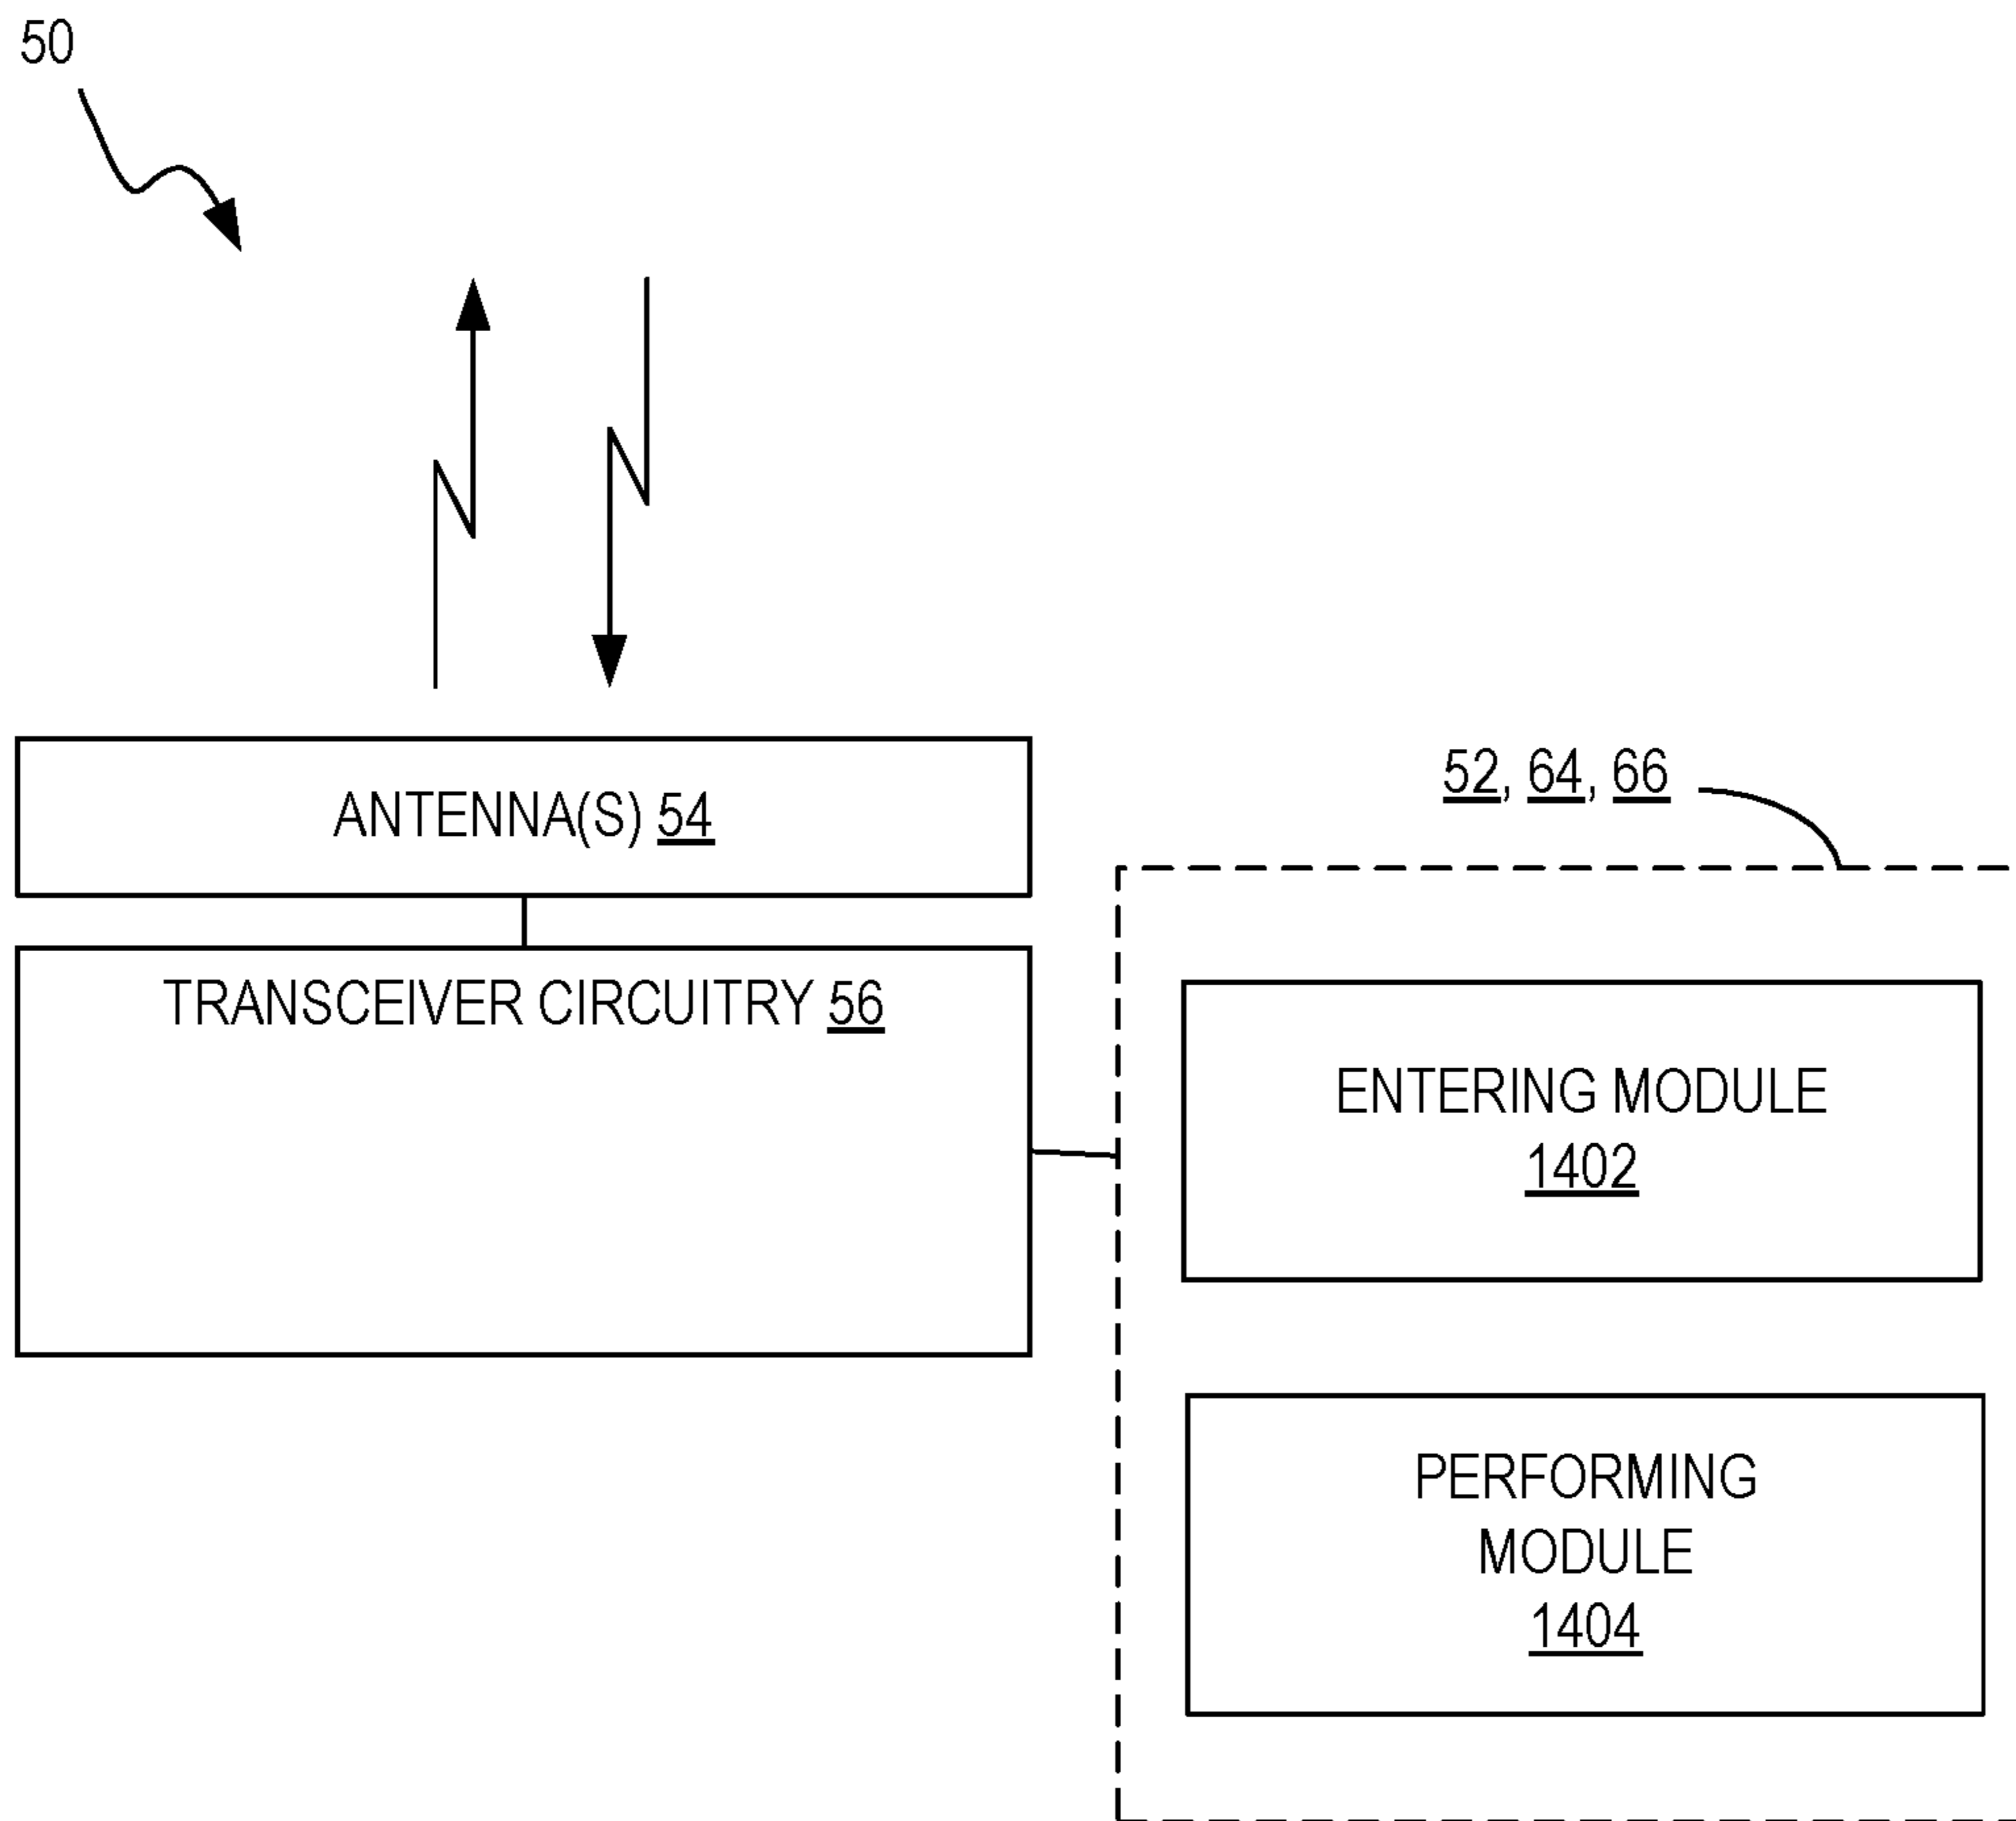 50
ANTENNA(S) 54
52, 64, 66
TRANSCEIVER CIRCUITRY 56
ENTERING MODULE
1402
PERFORMING
MODULE
1404